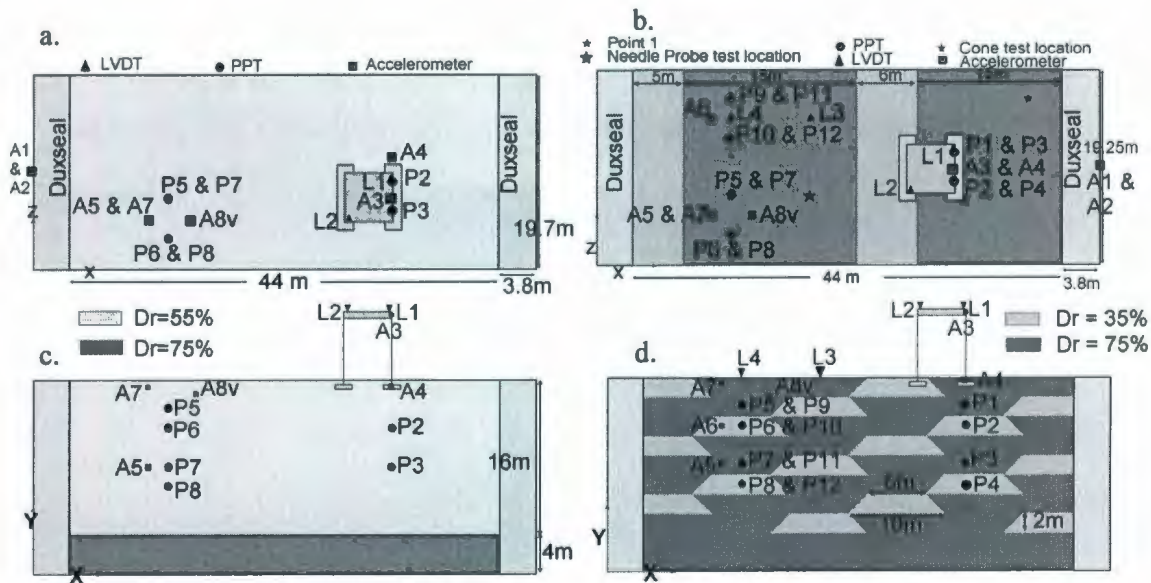 a.
LVDT PPT Accelerometer
Duxseal
Duxseal
A1
&
A2
Z
A4
P5 & P7
L1 P2
A5 & A7 A8v
A3
L2 P3
P6 & P8
19.7m
X
44 m
3.8m
b.
Point 1 PPT Cone test location
Needle Probe test location LVDT Accelerometer
5m 6m
Duxseal
Duxseal
P9 & P11
L4 L3
P10 & P12
L1 P1 & P3
A3 & A4
L2 P2 & P4
P5 & P7
A5 & A7 A8v
P6 & P8
19.25m
A1 &
A2
Z
X
44 m
3.8m
Dr=55%
Dr=75%
L2 L1
A3
c.
A7 A8v A4
P5
P6 P2
A5 P7 P3
P8
16m
4m
Y
X
L2 L1
A3
Dr = 35%
Dr = 75%
d.
L4 L3
A7 A8v A4
P5 & P9 P1
A6 P6 & P10 P2
A5 P7 & P11 P3
P8 & P12 6m P4
10m 2m
Y
X